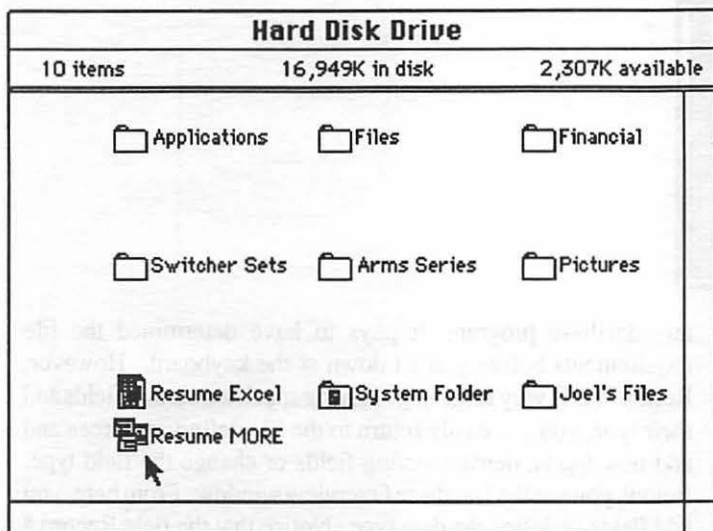 Hard Disk Drive
10 items 16,949K in disk 2,307K available
Applications Files Financial
Switcher Sets Arms Series Pictures
Resume Excel System Folder Joel's Files
Resume MORE